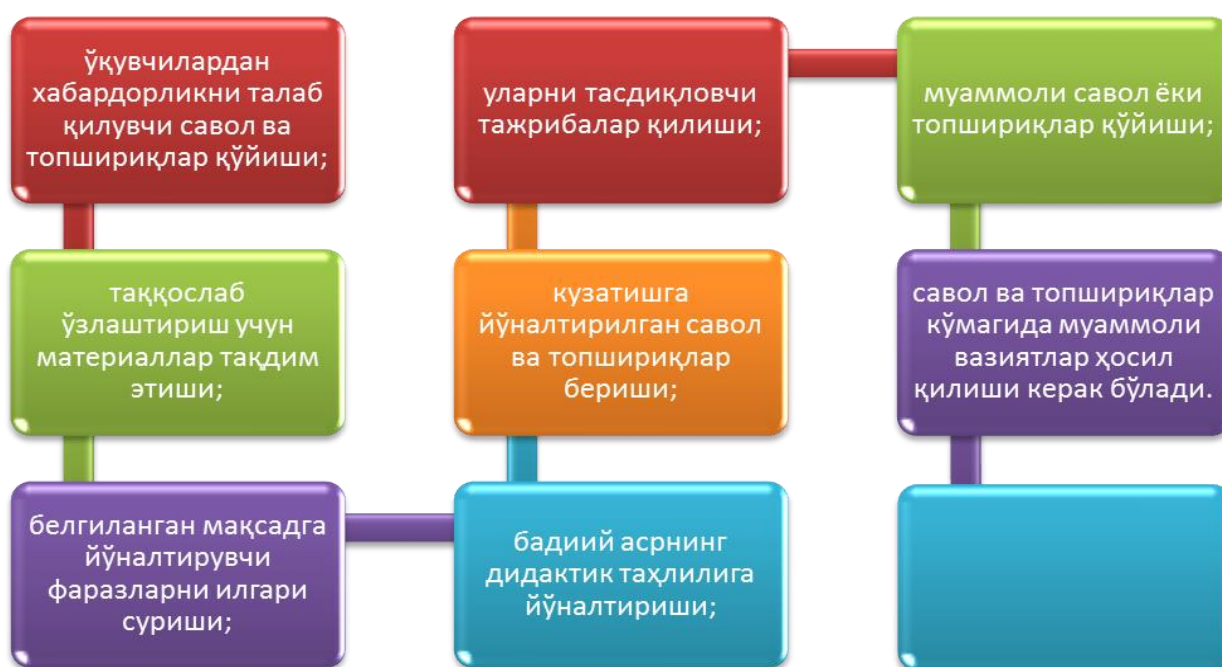 ўқувчилардан
хабардорликни талаб
қилувчи савол ва
топшириқлар қўйиши;
таққослаб
ўзлаштириш учун
материаллар тақдим
этиши;
белгиланган мақсадга
йўналтирувчи
фаразларни илгари
суриши;
бадиий асрнинг
дидактик таҳлилига
йўналтириши;
кузатишга
йўналтирилган савол
ва топшириқлар
бериши;
уларни тасдиқловчи
тажрибалар қилиши;
муаммоли савол ёки
топшириқлар қўйиши;
савол ва топшириқлар
кўмагида муаммоли
вазиятлар ҳосил
қилиши керак бўлади.